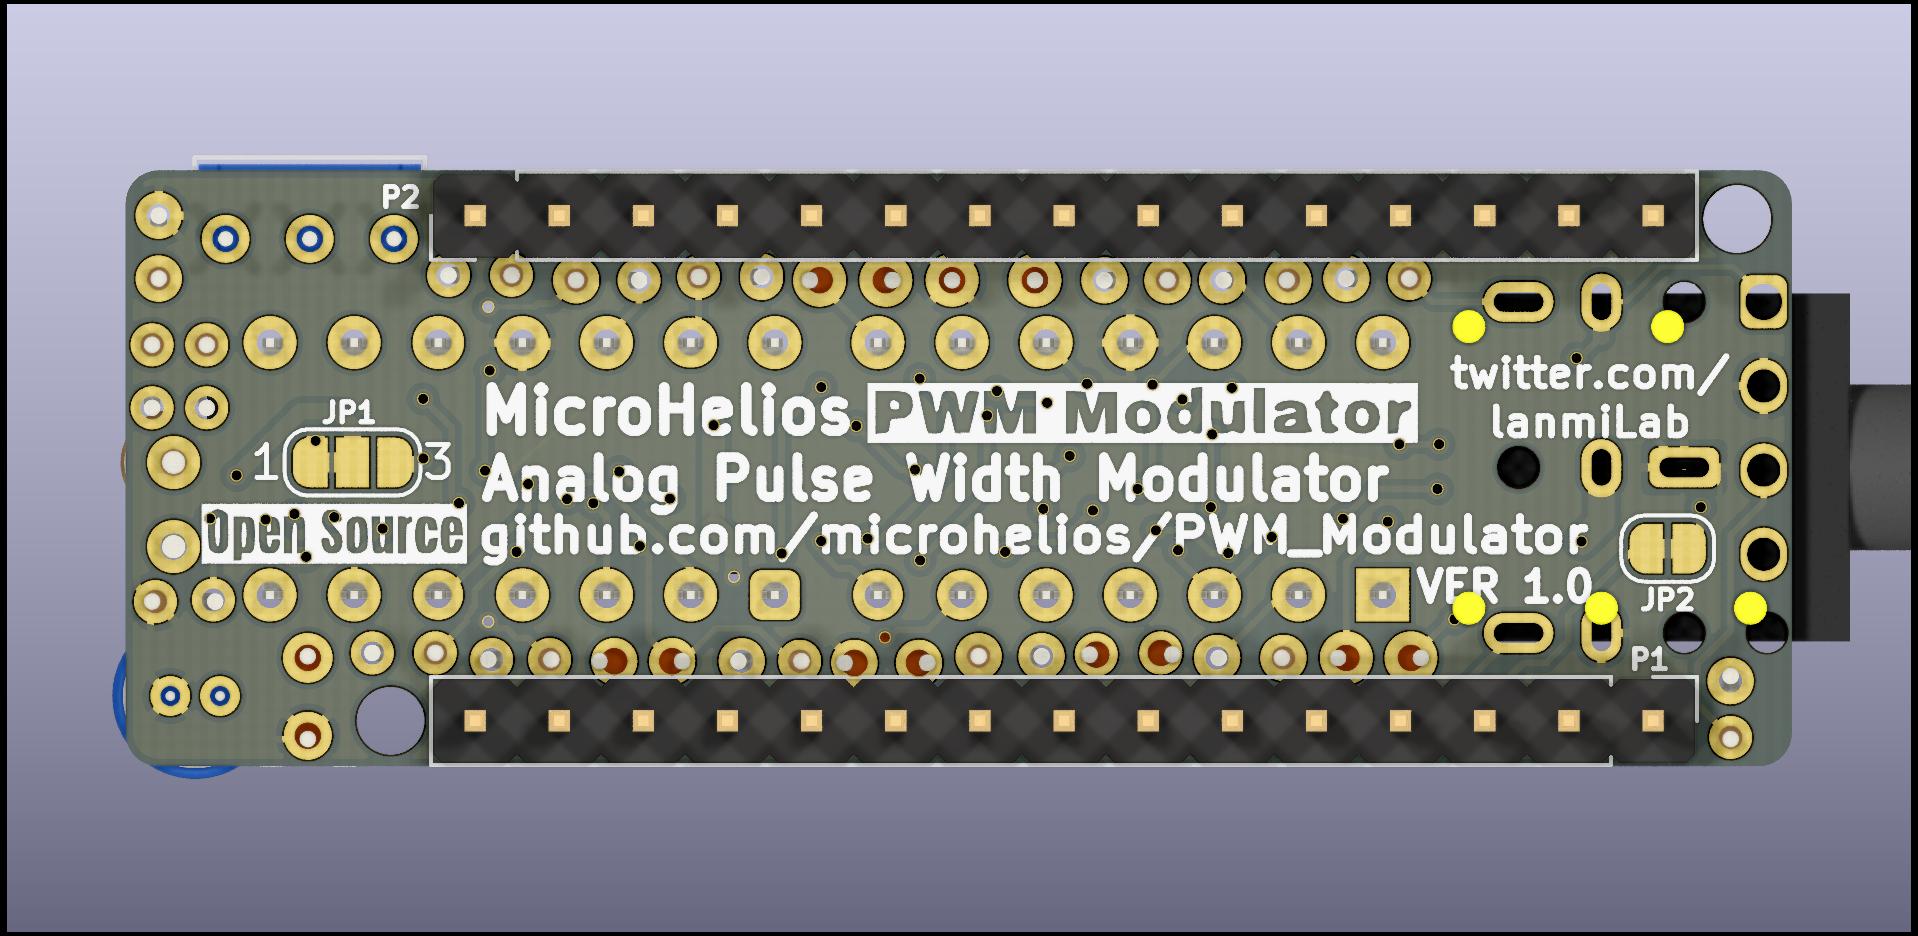 P2
MicroHelios PWM Modulator
twitter.com/
lanmiLab
JP1
1 3
Analog Pulse Width Modulator
Open Source
github.com/microhelios/PWM_Modulator
VER 1.0
JP2
P1